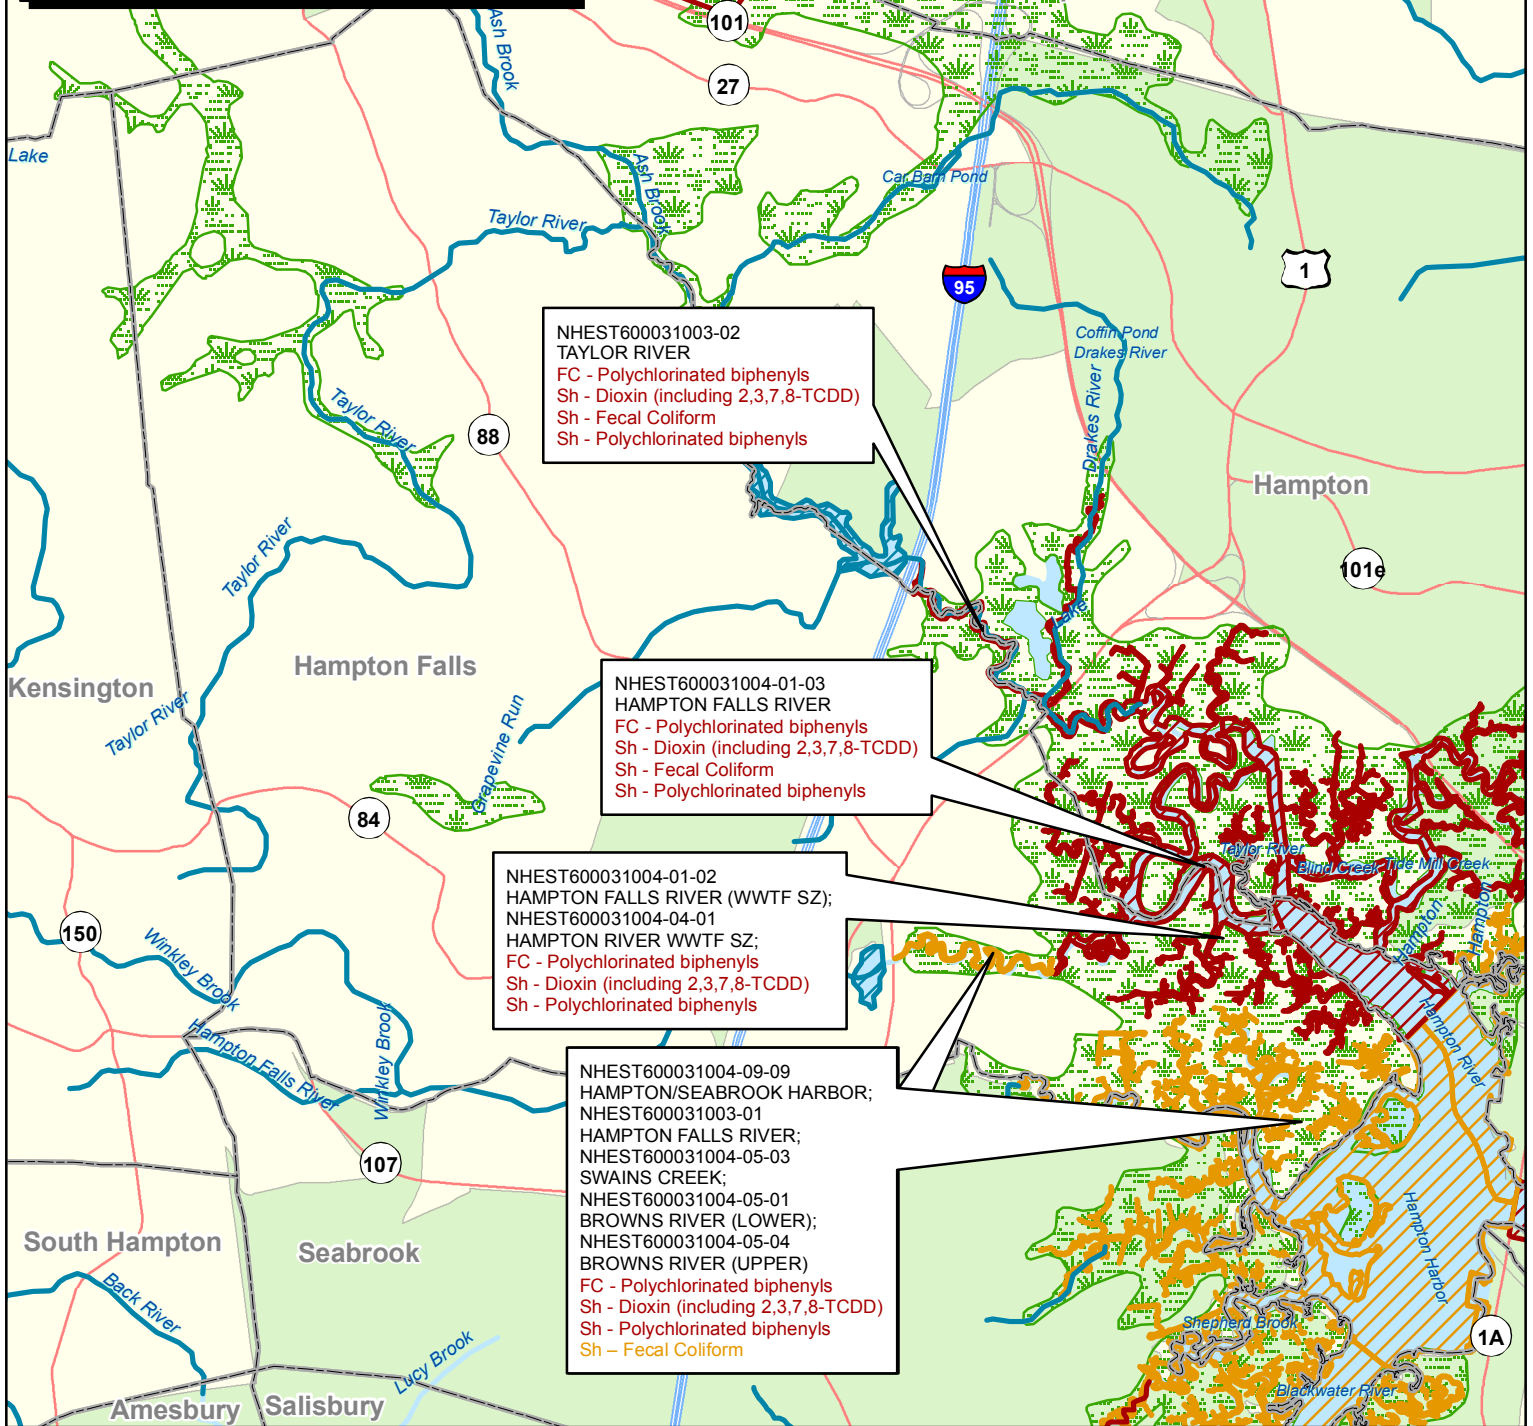 101
Ash Brook
27
Lake
Ash Brook
Car Barn Pond
Taylor River
1
95
NHEST600031003-02
TAYLOR RIVER
FC - Polychlorinated biphenyls
Sh - Dioxin (including 2,3,7,8-TCDD)
Sh - Fecal Coliform
Sh - Polychlorinated biphenyls
Coffin Pond
Drakes River
Drakes River
Taylor River
88
Hampton
Taylor River
101e
Lake
Hampton Falls
Kensington
Taylor River
Grapevine Run
NHEST600031004-01-03
HAMPTON FALLS RIVER
FC - Polychlorinated biphenyls
Sh - Dioxin (including 2,3,7,8-TCDD)
Sh - Fecal Coliform
Sh - Polychlorinated biphenyls
84
Taylor River
Blind Creek
Tide Mill Creek
NHEST600031004-01-02
HAMPTON FALLS RIVER (WWTF SZ);
NHEST600031004-04-01
HAMPTON RIVER WWTF SZ;
FC - Polychlorinated biphenyls
Sh - Dioxin (including 2,3,7,8-TCDD)
Sh - Polychlorinated biphenyls
150
Winkley Brook
Hampton
Hampton
Hampton River
Hampton Falls River
Winkley Brook
NHEST600031004-09-09
HAMPTON/SEABROOK HARBOR;
NHEST600031003-01
HAMPTON FALLS RIVER;
NHEST600031004-05-03
SWAINS CREEK;
NHEST600031004-05-01
BROWNS RIVER (LOWER);
NHEST600031004-05-04
BROWNS RIVER (UPPER)
FC - Polychlorinated biphenyls
Sh - Dioxin (including 2,3,7,8-TCDD)
Sh - Polychlorinated biphenyls
Sh – Fecal Coliform
107
South Hampton
Seabrook
Hampton Harbor
Back River
Shepherd Brook
1A
Lucy Brook
Blackwater River
Amesbury
Salisbury